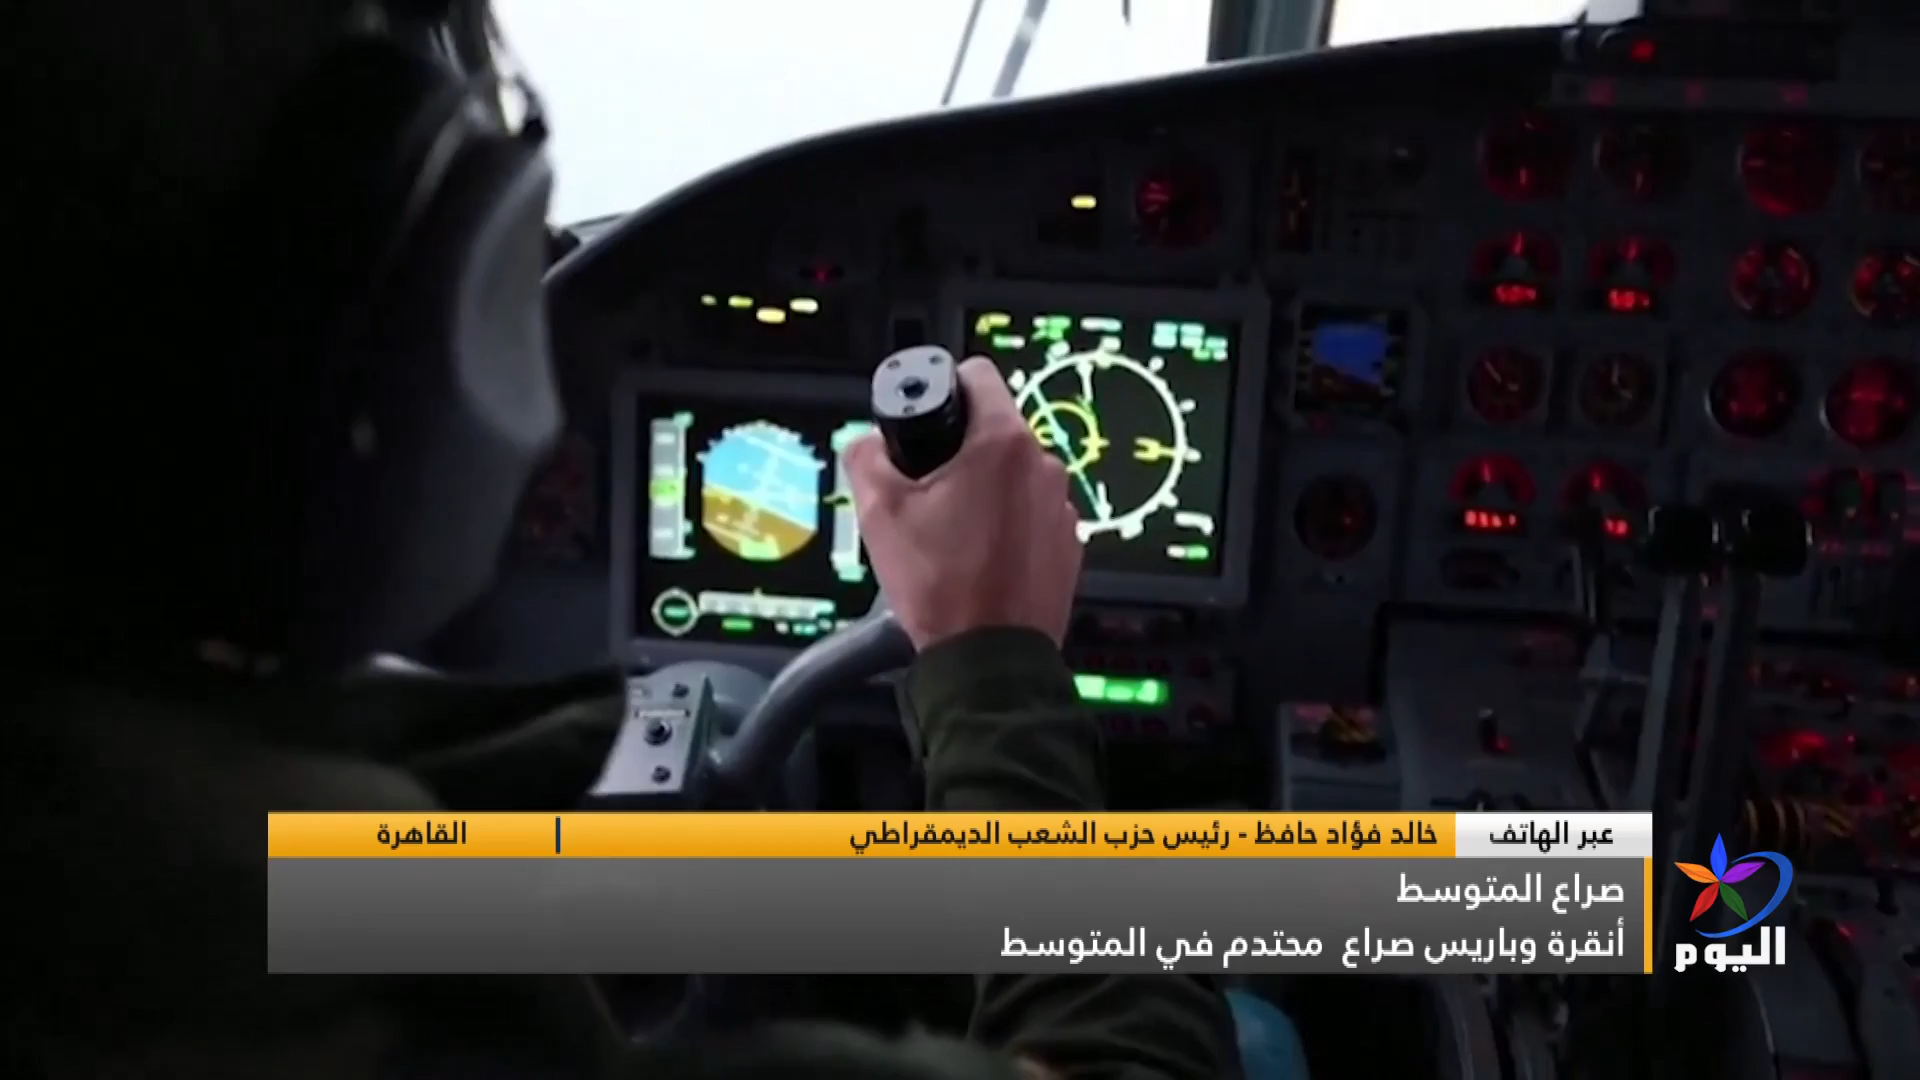 عبر الهاتف خالد فؤاد حافظ - رئيس حزب الشعب الديمقراطي | القاهرة
صراع المتوسط
أنقرة وباريس صراع محتدم في المتوسط
اليوم